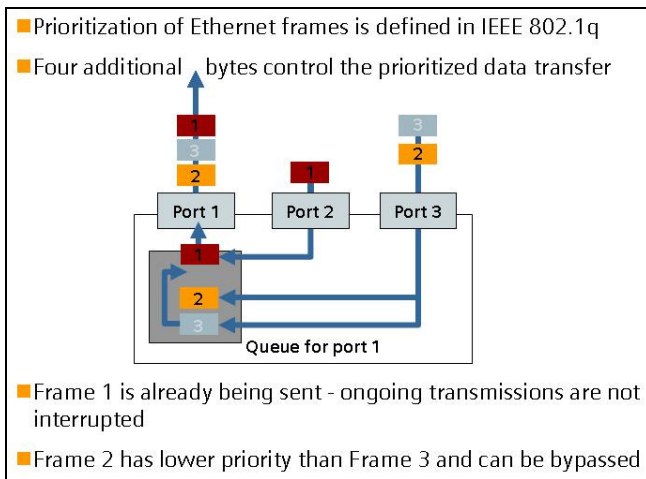 Prioritization of Ethernet frames is defined in IEEE 802.1q
Four additional bytes control the prioritized data transfer
1
3
2
1
3
2
Port 1
Port 2
Port 3
1
2
3
Queue for port 1
Frame 1 is already being sent - ongoing transmissions are not
interrupted
Frame 2 has lower priority than Frame 3 and can be bypassed